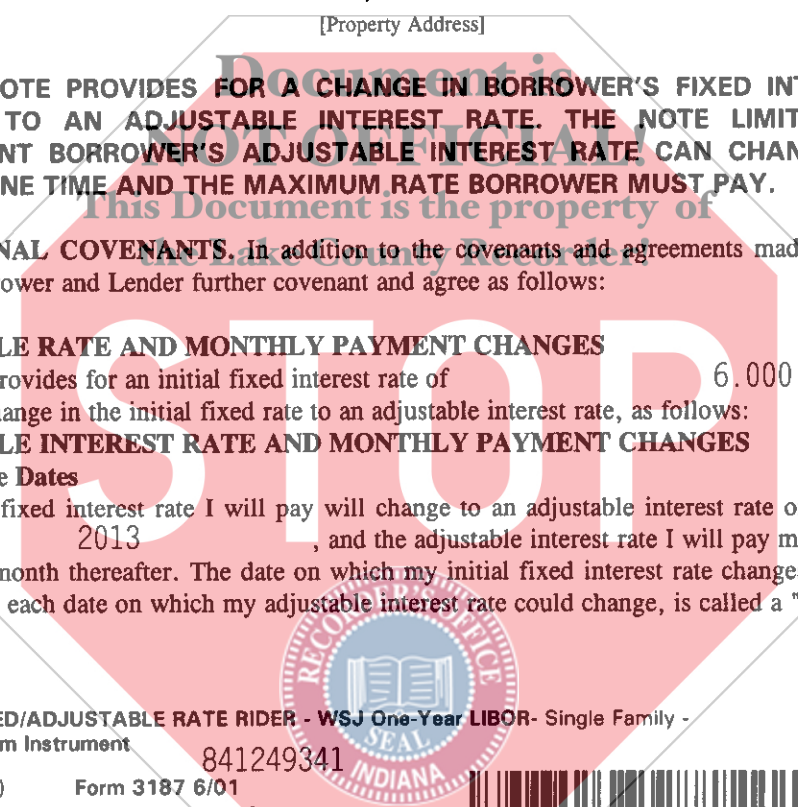 [Property Address]
Document is
OTE PROVIDES FOR A CHANGE IN BORROWER'S FIXED INT
TO AN ADJUSTABLE INTEREST RATE. THE NOTE LIMIT
NOT OFFICIAL!
NT BORROWER'S ADJUSTABLE INTEREST RATE CAN CHAN
NE TIME AND THE MAXIMUM RATE BORROWER MUST PAY.
This Document is the property of
the Lake County Recorder!
NAL COVENANTS. In addition to the covenants and agreements mad
ower and Lender further covenant and agree as follows:
STOP
LE RATE AND MONTHLY PAYMENT CHANGES
rovides for an initial fixed interest rate of 6.000
ange in the initial fixed rate to an adjustable interest rate, as follows:
LE INTEREST RATE AND MONTHLY PAYMENT CHANGES
e Dates
fixed interest rate I will pay will change to an adjustable interest rate o
2013 , and the adjustable interest rate I will pay m
month thereafter. The date on which my initial fixed interest rate change
each date on which my adjustable interest rate could change, is called a "
RECORDER'S OFFICE
SEAL
INDIANA
ED/ADJUSTABLE RATE RIDER - WSJ One-Year LIBOR- Single Family -
m Instrument
841249341
) Form 3187 6/01